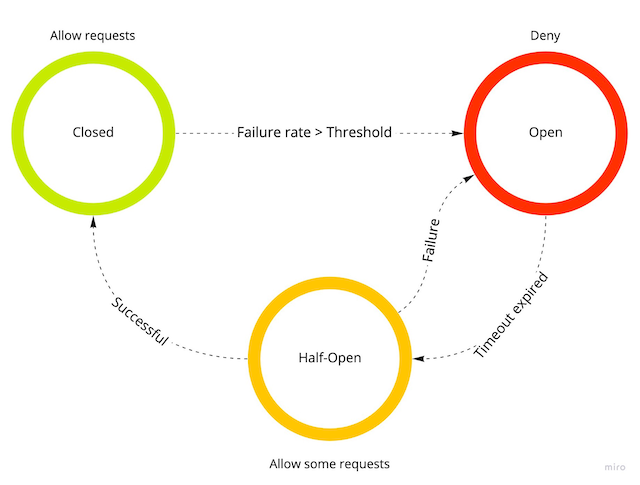 Allow requests
Deny
Closed
Failure rate > Threshold
Open
Failure
Timeout expired
Successful
Half-Open
Allow some requests
miro